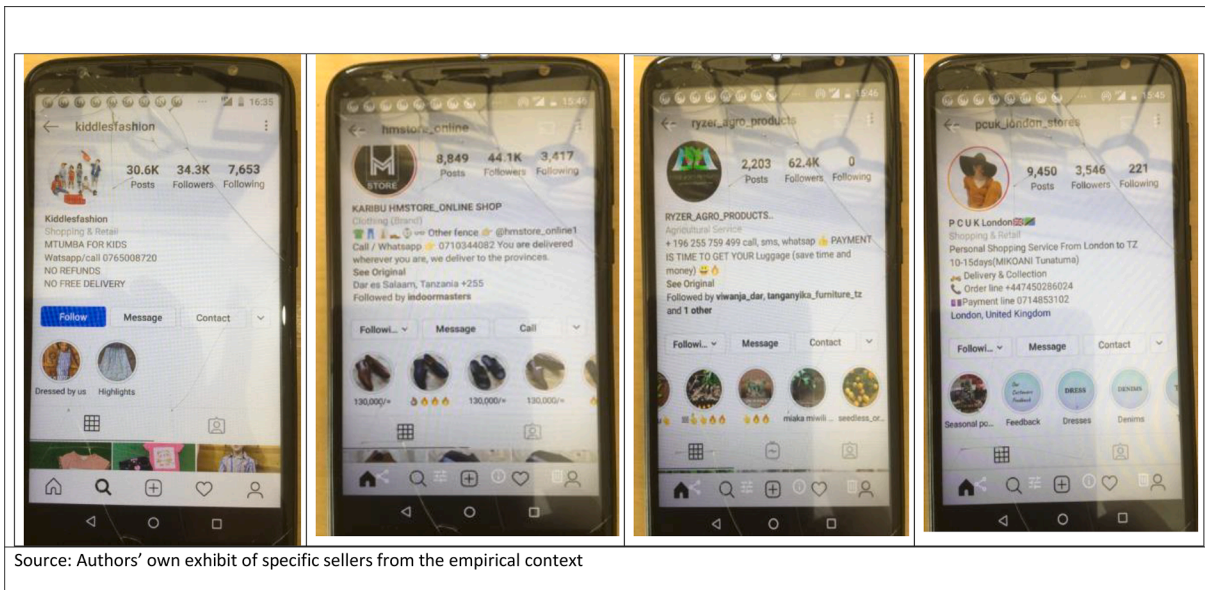 16:35
kiddlesfashion
30.6K 34.3K 7,653
Posts Followers Following
Kiddlesfashion
Shopping & Retail
MTUMBA FOR KIDS
Watsapp/call 0765008720
NO REFUNDS
NO FREE DELIVERY
Follow Message Contact
Dressed by us Highlights
15:46
hmstore_online
M
STORE
8,849 44.1K 3,417
Posts Followers Following
KARIBU HMSTORE_ONLINE SHOP
Clothing (Brand)
Other fence 👉 @hmstore_online1
Call / Whatsapp 👉 0710344082 You are delivered
wherever you are, we deliver to the provinces.
See Original
Dar es Salaam, Tanzania +255
Followed by indoormasters
Followi... Message Call
130,000/= 👌🔥🔥🔥 130,000/= 130,000/=
15:46
ryzer_agro_products
2,203 62.4K 0
Posts Followers Following
RYZER_AGRO_PRODUCTS..
Agricultural Service
+ 196 255 759 499 call, sms, whatsap 👍 PAYMENT
IS TIME TO GET YOUR Luggage (save time and
money) 😀🔥
See Original
Followed by viwanja_dar, tanganyika_furniture_tz
and 1 other
Followi... Message Contact
miaka miwili ... seedless_or...
15:45
pcuk_london_stores
9,450 3,546 221
Posts Followers Following
P C U K London🇬🇧🇹🇿
Shopping & Retail
Personal Shopping Service From London to TZ
10-15days(MIKOANI Tunatuma)
Delivery & Collection
📞 Order line +447450286024
Payment line 0714853102
London, United Kingdom
Followi... Message Contact
Our Customers Feedback DRESS DENIMS
Seasonal po... Feedback Dresses Denims
Source: Authors’ own exhibit of specific sellers from the empirical context